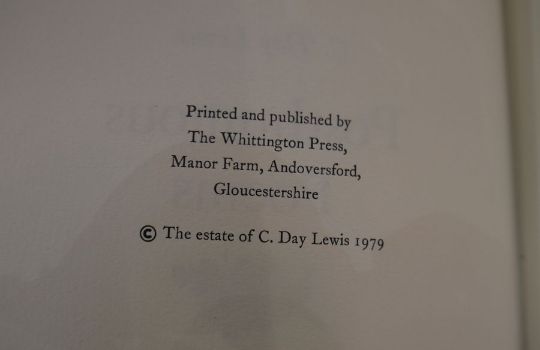 Printed and published by
The Whittington Press,
Manor Farm, Andoversford,
Gloucestershire
© The estate of C. Day Lewis 1979